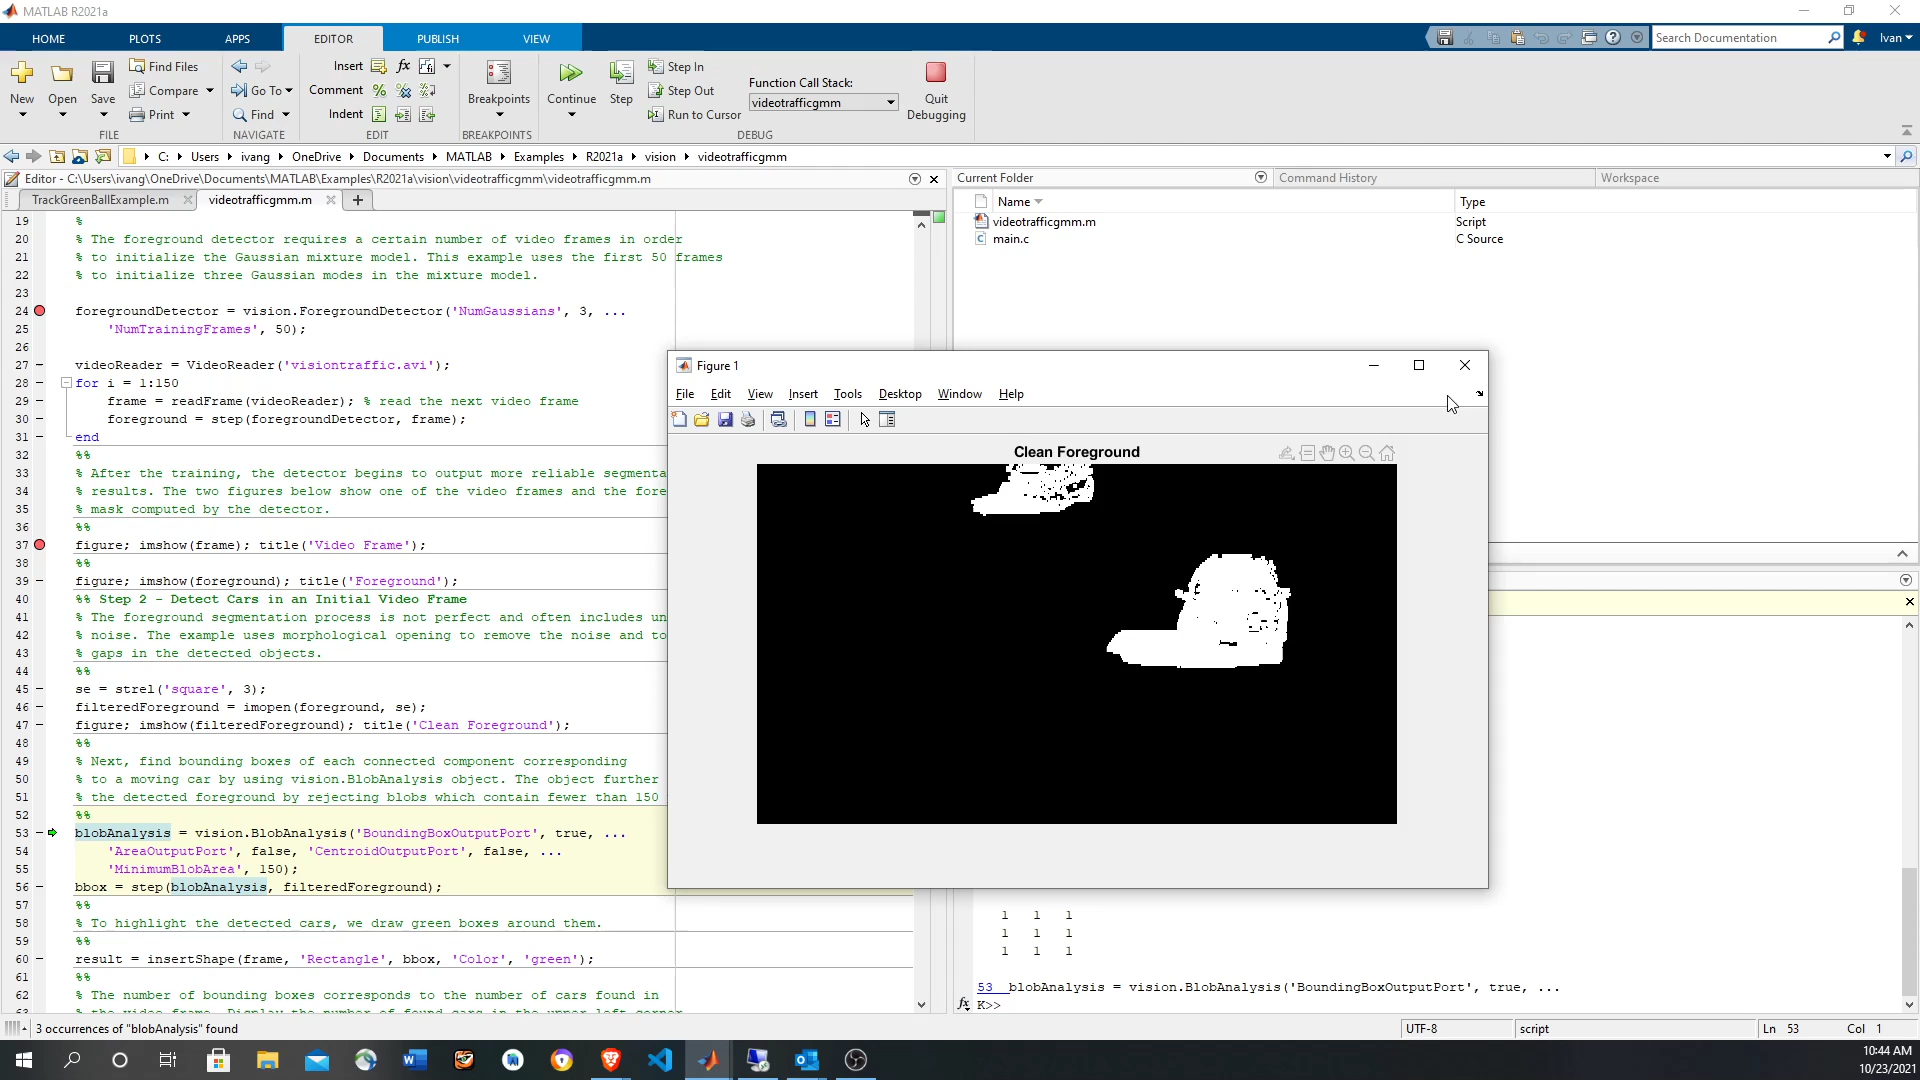 MATLAB R2021a
HOME PLOTS APPS EDITOR PUBLISH VIEW
Search Documentation Ivan
New Open Save
Find Files
Compare
Print
FILE
Go To
Find
NAVIGATE
Insert
Comment
Indent
EDIT
Breakpoints
BREAKPOINTS
Continue Step
Step In
Step Out
Run to Cursor
Function Call Stack:
videotrafficgmm
Quit
Debugging
DEBUG
C: Users ivang OneDrive Documents MATLAB Examples R2021a vision videotrafficgmm
Editor - C:\Users\ivang\OneDrive\Documents\MATLAB\Examples\R2021a\vision\videotrafficgmm\videotrafficgmm.m
TrackGreenBallExample.m videotrafficgmm.m
19 %
20 % The foreground detector requires a certain number of video frames in order
21 % to initialize the Gaussian mixture model. This example uses the first 50 frames
22 % to initialize three Gaussian modes in the mixture model.
23
24 foregroundDetector = vision.ForegroundDetector('NumGaussians', 3, ...
25 'NumTrainingFrames', 50);
26
27 videoReader = VideoReader('visiontraffic.avi');
28 for i = 1:150
29 frame = readFrame(videoReader); % read the next video frame
30 foreground = step(foregroundDetector, frame);
31 end
32 %%
33 % After the training, the detector begins to output more reliable segmenta
34 % results. The two figures below show one of the video frames and the fore
35 % mask computed by the detector.
36 %%
37 figure; imshow(frame); title('Video Frame');
38 %%
39 figure; imshow(foreground); title('Foreground');
40 %% Step 2 - Detect Cars in an Initial Video Frame
41 % The foreground segmentation process is not perfect and often includes un
42 % noise. The example uses morphological opening to remove the noise and to
43 % gaps in the detected objects.
44 %%
45 se = strel('square', 3);
46 filteredForeground = imopen(foreground, se);
47 figure; imshow(filteredForeground); title('Clean Foreground');
48 %%
49 % Next, find bounding boxes of each connected component corresponding
50 % to a moving car by using vision.BlobAnalysis object. The object further
51 % the detected foreground by rejecting blobs which contain fewer than 150
52 %%
53 blobAnalysis = vision.BlobAnalysis('BoundingBoxOutputPort', true, ...
54 'AreaOutputPort', false, 'CentroidOutputPort', false, ...
55 'MinimumBlobArea', 150);
56 bbox = step(blobAnalysis, filteredForeground);
57 %%
58 % To highlight the detected cars, we draw green boxes around them.
59 %%
60 result = insertShape(frame, 'Rectangle', bbox, 'Color', 'green');
61 %%
62 % The number of bounding boxes corresponds to the number of cars found in
% the video frame. Display the number of found cars in the upper left corner
Current Folder Command History Workspace
Name Type
videotrafficgmm.m Script
main.c C Source
Figure 1
File Edit View Insert Tools Desktop Window Help
Clean Foreground
1 1 1
1 1 1
1 1 1
53 blobAnalysis = vision.BlobAnalysis('BoundingBoxOutputPort', true, ...
fx K>>
3 occurrences of "blobAnalysis" found
UTF-8 script Ln 53 Col 1
10:44 AM
10/23/2021